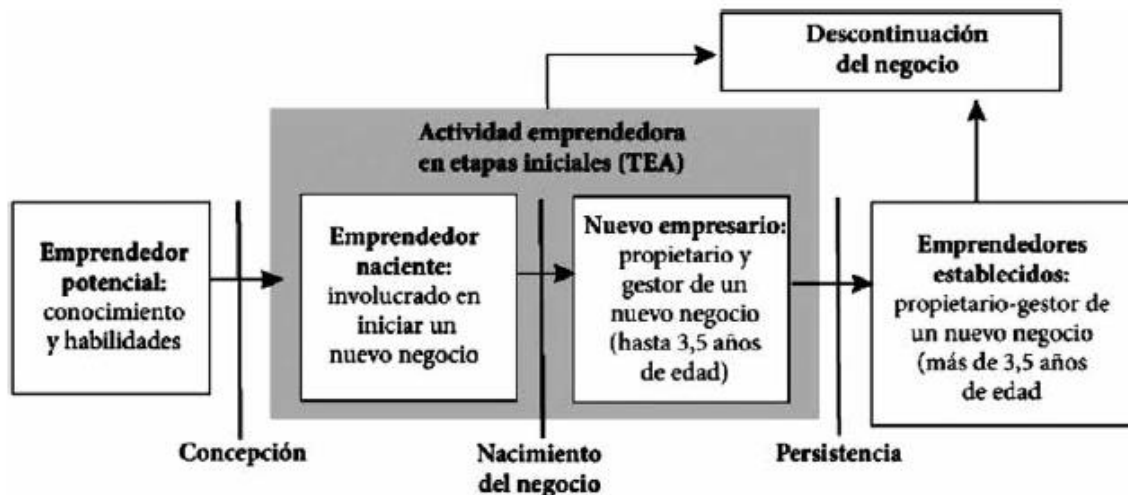 Descontinuación
del negocio
Actividad emprendedora
en etapas iniciales (TEA)
Emprendedor
potencial:
conocimiento
y habilidades
Emprendedor
naciente:
involucrado en
iniciar un
nuevo negocio
Nuevo empresario:
propietario y
gestor de un
nuevo negocio
(hasta 3,5 años
de edad)
Emprendedores
establecidos:
propietario-gestor de
un nuevo negocio
(más de 3,5 años
de edad
Concepción
Nacimiento
del negocio
Persistencia